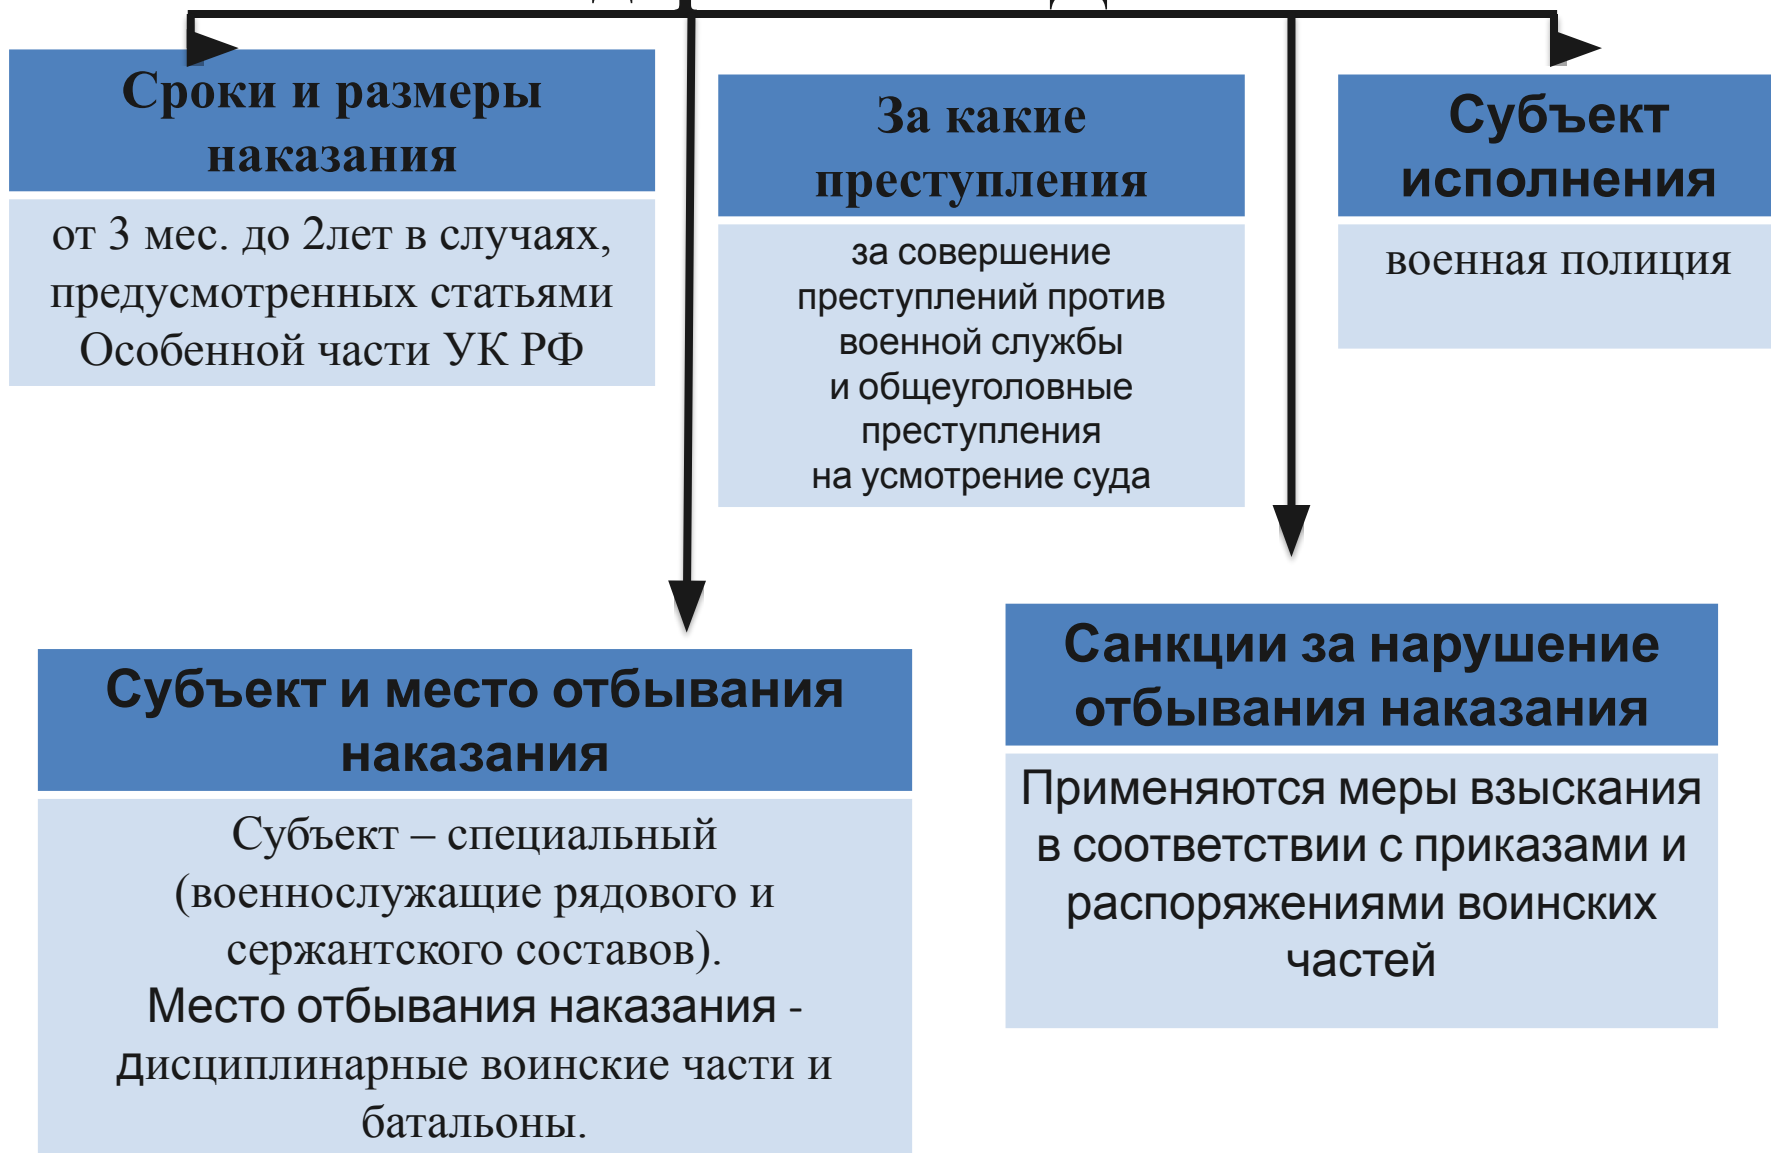 Сроки и размеры
наказания
от 3 мес. до 2лет в случаях,
предусмотренных статьями
Особенной части УК РФ
За какие
преступления
за совершение
преступлений против
военной службы
и общеуголовные
преступления
на усмотрение суда
Субъект
исполнения
военная полиция
Субъект и место отбывания
наказания
Субъект – специальный
(военнослужащие рядового и
сержантского составов).
Место отбывания наказания -
дисциплинарные воинские части и
батальоны.
Санкции за нарушение
отбывания наказания
Применяются меры взыскания
в соответствии с приказами и
распоряжениями воинских
частей